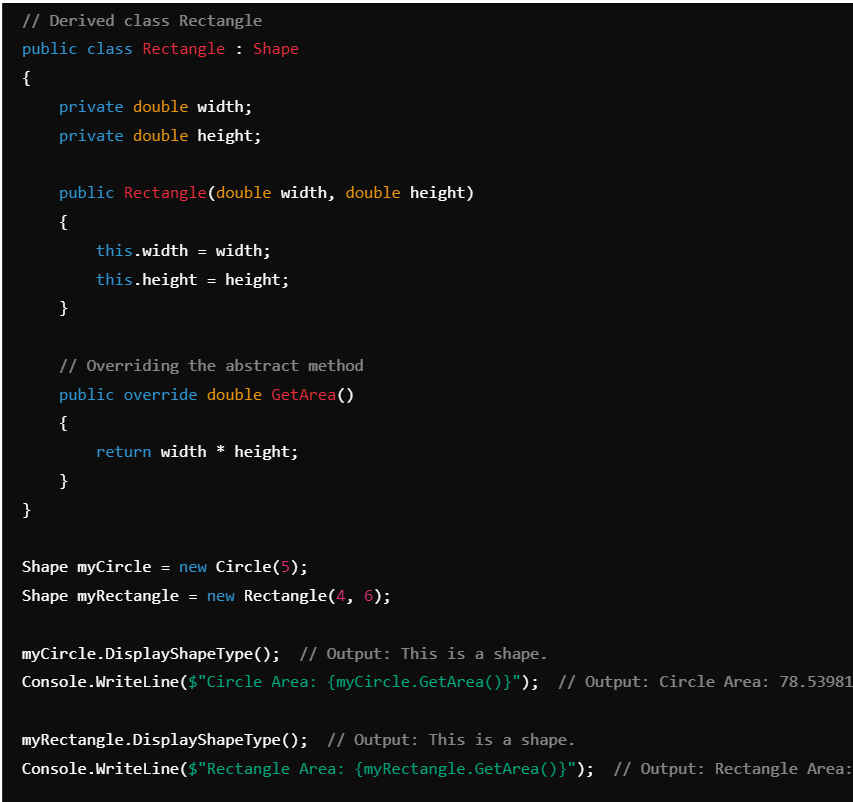 // Derived class Rectangle
public class Rectangle : Shape
{
    private double width;
    private double height;

    public Rectangle(double width, double height)
    {
        this.width = width;
        this.height = height;
    }

    // Overriding the abstract method
    public override double GetArea()
    {
        return width * height;
    }
}

Shape myCircle = new Circle(5);
Shape myRectangle = new Rectangle(4, 6);

myCircle.DisplayShapeType();  // Output: This is a shape.
Console.WriteLine($"Circle Area: {myCircle.GetArea()}");  // Output: Circle Area: 78.53981

myRectangle.DisplayShapeType();  // Output: This is a shape.
Console.WriteLine($"Rectangle Area: {myRectangle.GetArea()}");  // Output: Rectangle Area: